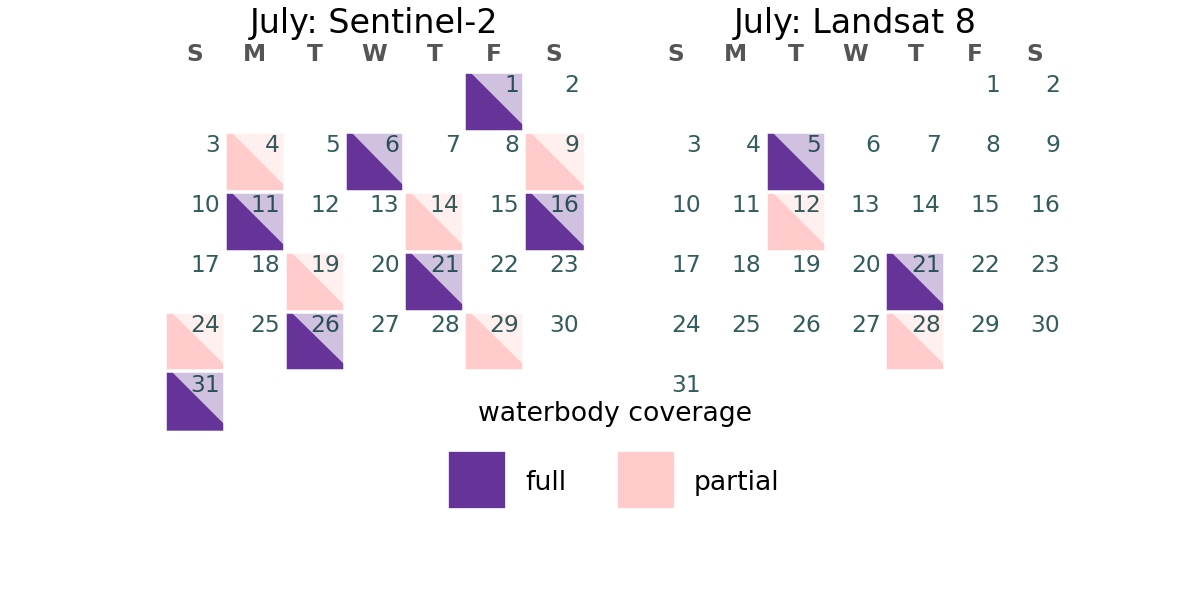 July: Sentinel-2
S M T W T F S
1 2
3 4 5 6 7 8 9
10 11 12 13 14 15 16
17 18 19 20 21 22 23
24 25 26 27 28 29 30
31
July: Landsat 8
S M T W T F S
1 2
3 4 5 6 7 8 9
10 11 12 13 14 15 16
17 18 19 20 21 22 23
24 25 26 27 28 29 30
31
waterbody coverage
full
partial